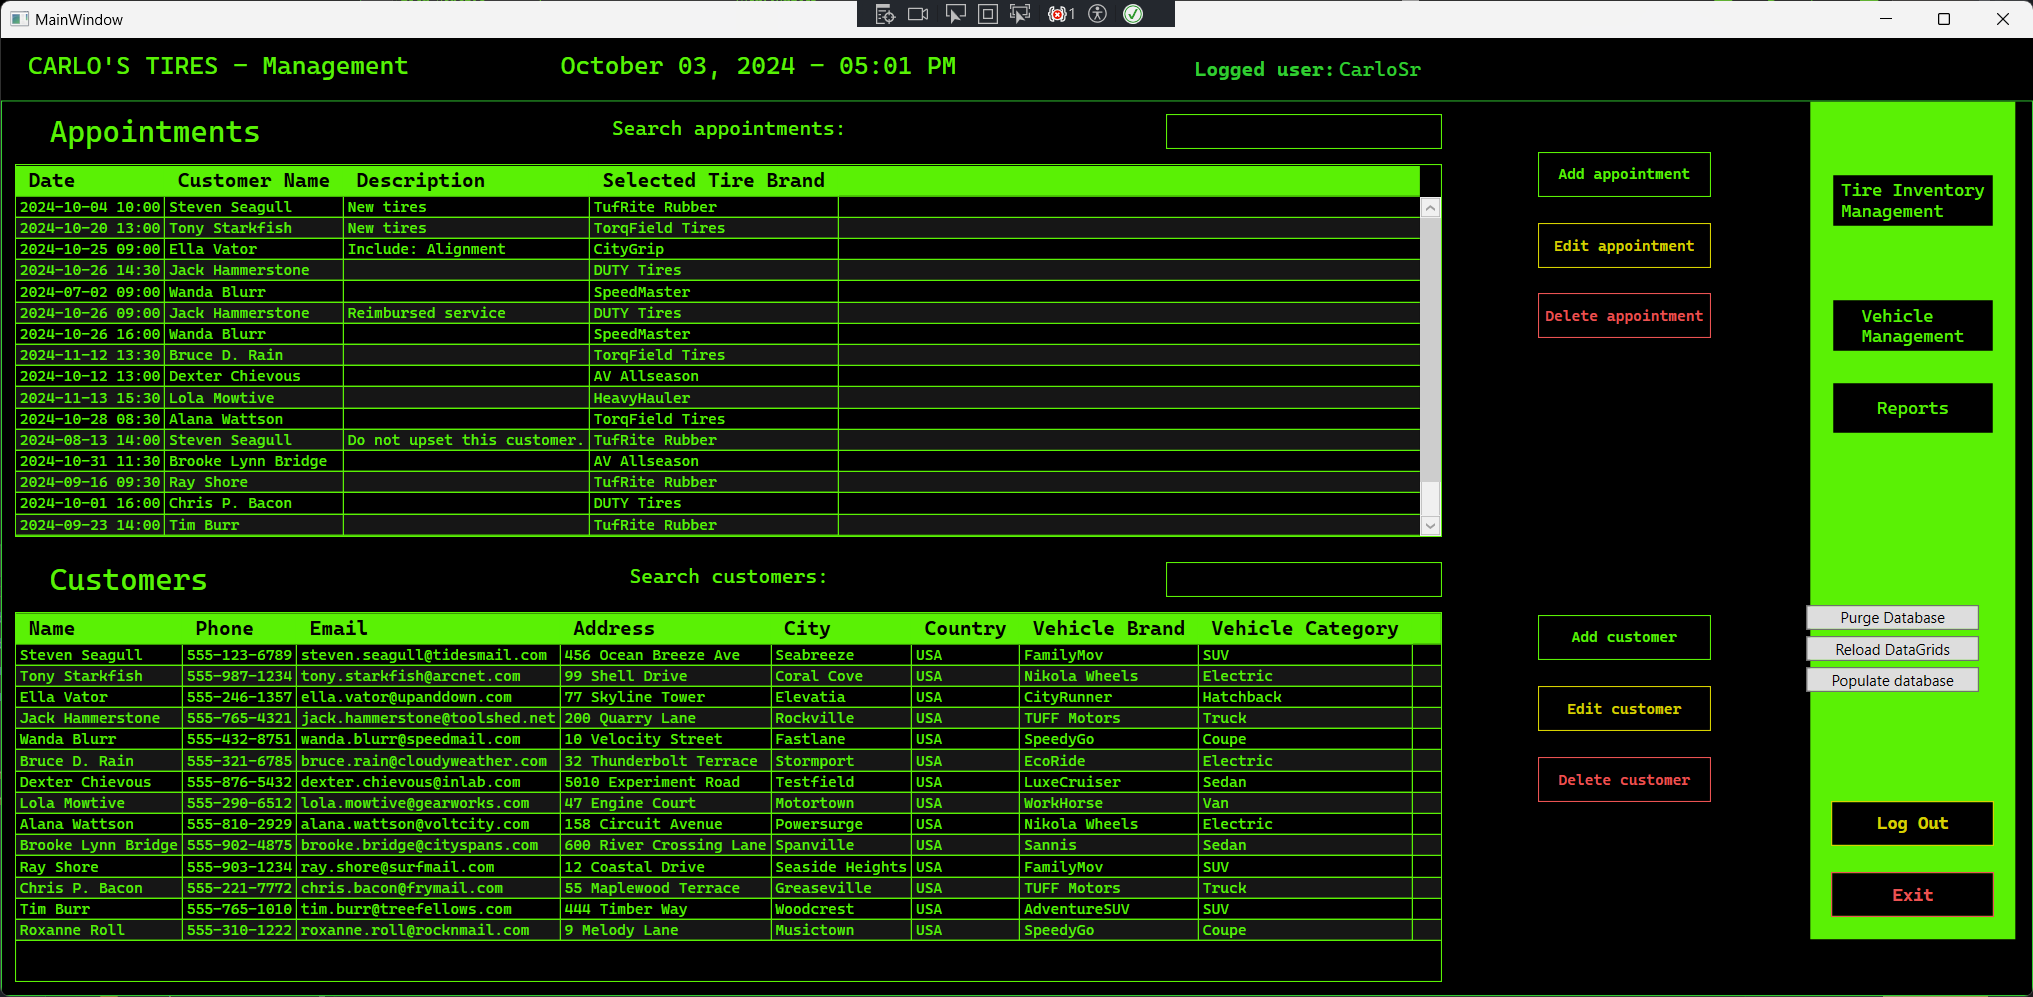 MainWindow
1
CARLO'S TIRES - Management October 03, 2024 - 05:01 PM Logged user: CarloSr
Appointments Search appointments:
Date Customer Name Description Selected Tire Brand
2024-10-04 10:00 Steven Seagull New tires TufRite Rubber
2024-10-20 13:00 Tony Starkfish New tires TorqField Tires
2024-10-25 09:00 Ella Vator Include: Alignment CityGrip
2024-10-26 14:30 Jack Hammerstone DUTY Tires
2024-07-02 09:00 Wanda Blurr SpeedMaster
2024-10-26 09:00 Jack Hammerstone Reimbursed service DUTY Tires
2024-10-26 16:00 Wanda Blurr SpeedMaster
2024-11-12 13:30 Bruce D. Rain TorqField Tires
2024-10-12 13:00 Dexter Chievous AV Allseason
2024-11-13 15:30 Lola Mowtive HeavyHauler
2024-10-28 08:30 Alana Wattson TorqField Tires
2024-08-13 14:00 Steven Seagull Do not upset this customer. TufRite Rubber
2024-10-31 11:30 Brooke Lynn Bridge AV Allseason
2024-09-16 09:30 Ray Shore TufRite Rubber
2024-10-01 16:00 Chris P. Bacon DUTY Tires
2024-09-23 14:00 Tim Burr TufRite Rubber
Add appointment
Edit appointment
Delete appointment
Customers Search customers:
Name Phone Email Address City Country Vehicle Brand Vehicle Category
Steven Seagull 555-123-6789 steven.seagull@tidesmail.com 456 Ocean Breeze Ave Seabreeze USA FamilyMov SUV
Tony Starkfish 555-987-1234 tony.starkfish@arcnet.com 99 Shell Drive Coral Cove USA Nikola Wheels Electric
Ella Vator 555-246-1357 ella.vator@upanddown.com 77 Skyline Tower Elevatia USA CityRunner Hatchback
Jack Hammerstone 555-765-4321 jack.hammerstone@toolshed.net 200 Quarry Lane Rockville USA TUFF Motors Truck
Wanda Blurr 555-432-8751 wanda.blurr@speedmail.com 10 Velocity Street Fastlane USA SpeedyGo Coupe
Bruce D. Rain 555-321-6785 bruce.rain@cloudyweather.com 32 Thunderbolt Terrace Stormport USA EcoRide Electric
Dexter Chievous 555-876-5432 dexter.chievous@inlab.com 5010 Experiment Road Testfield USA LuxeCruiser Sedan
Lola Mowtive 555-290-6512 lola.mowtive@gearworks.com 47 Engine Court Motortown USA WorkHorse Van
Alana Wattson 555-810-2929 alana.wattson@voltcity.com 158 Circuit Avenue Powersurge USA Nikola Wheels Electric
Brooke Lynn Bridge 555-902-4875 brooke.bridge@cityspans.com 600 River Crossing Lane Spanville USA Sannis Sedan
Ray Shore 555-903-1234 ray.shore@surfmail.com 12 Coastal Drive Seaside Heights USA FamilyMov SUV
Chris P. Bacon 555-221-7772 chris.bacon@frymail.com 55 Maplewood Terrace Greaseville USA TUFF Motors Truck
Tim Burr 555-765-1010 tim.burr@treefellows.com 444 Timber Way Woodcrest USA AdventureSUV SUV
Roxanne Roll 555-310-1222 roxanne.roll@rocknmail.com 9 Melody Lane Musictown USA SpeedyGo Coupe
Add customer
Edit customer
Delete customer
Tire Inventory
Management
Vehicle
Management
Reports
Purge Database
Reload DataGrids
Populate database
Log Out
Exit